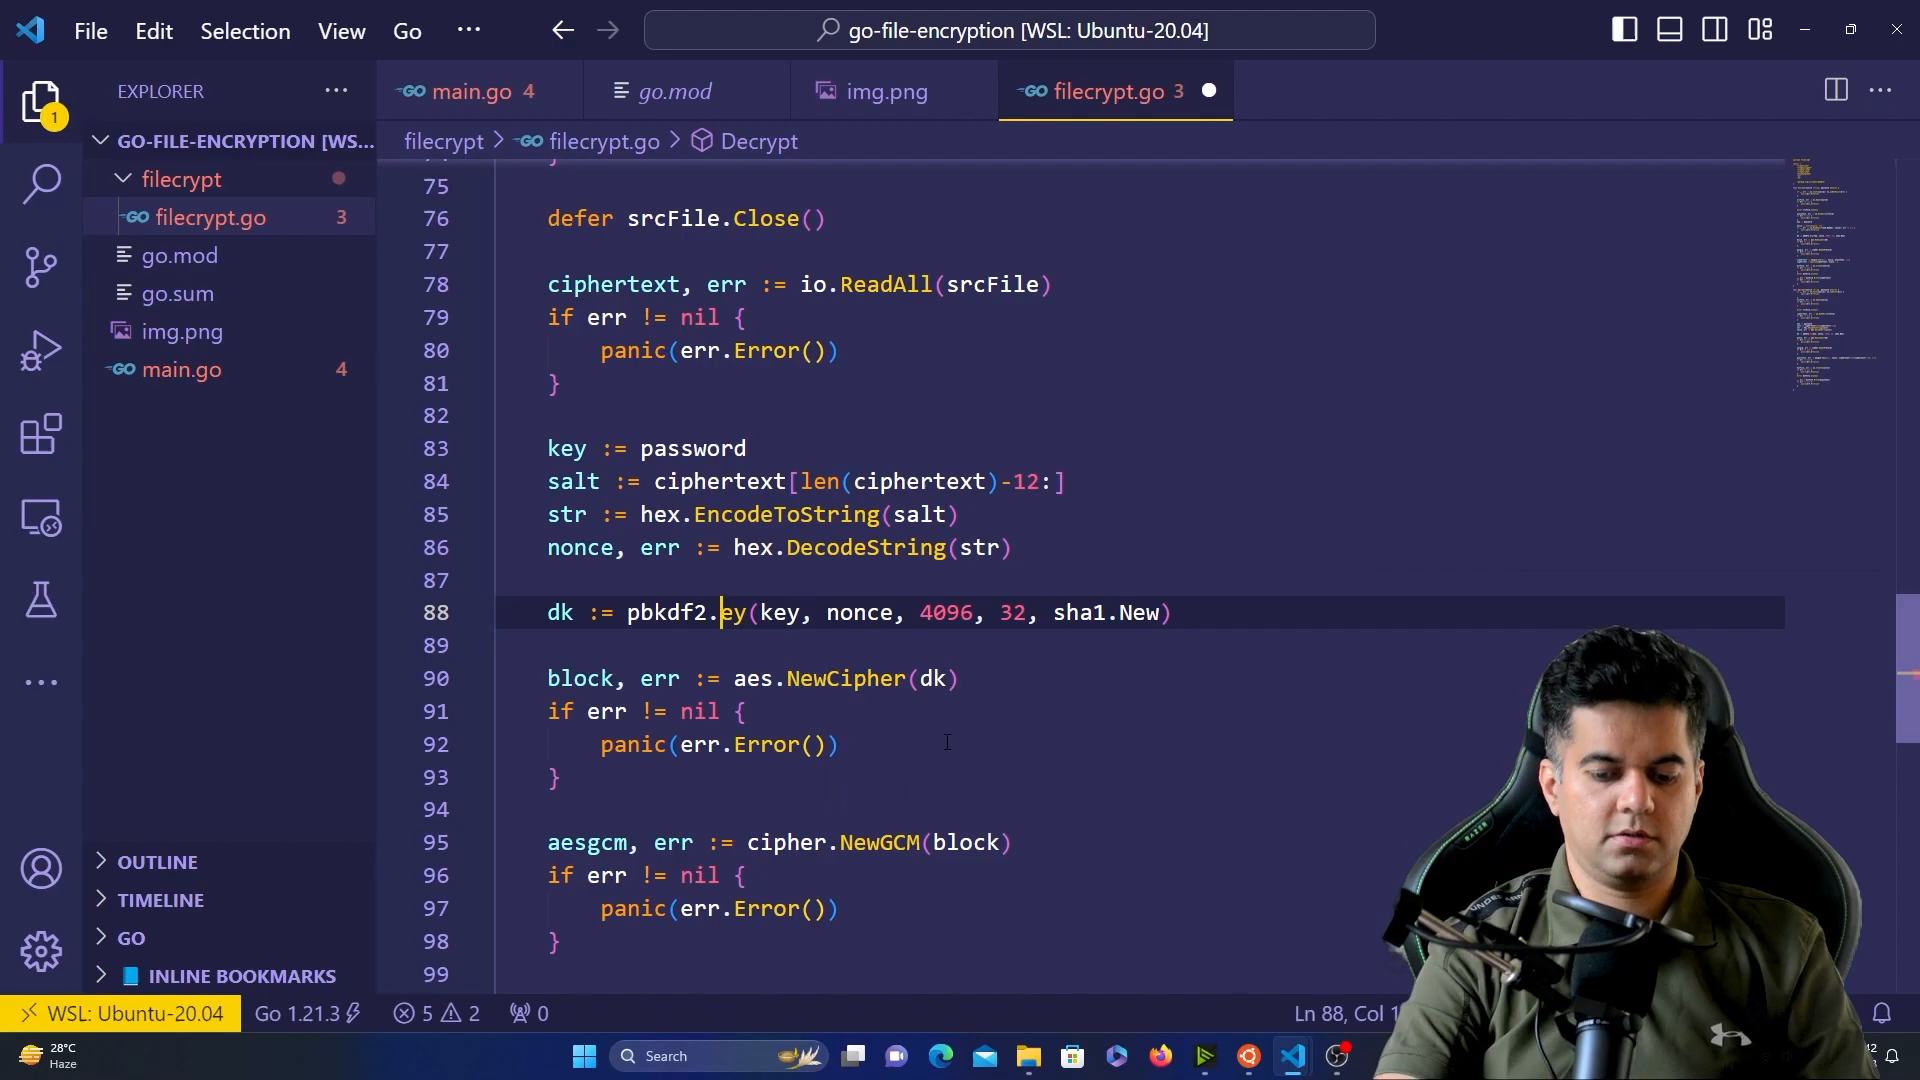 File Edit Selection View Go ···
go-file-encryption [WSL: Ubuntu-20.04]
EXPLORER
1
GO-FILE-ENCRYPTION [WS...
filecrypt
GO filecrypt.go 3
go.mod
go.sum
img.png
GO main.go 4
OUTLINE
TIMELINE
GO
INLINE BOOKMARKS
GO main.go 4
go.mod
img.png
GO filecrypt.go 3
filecrypt > GO filecrypt.go > Decrypt
75
76 defer srcFile.Close()
77
78 ciphertext, err := io.ReadAll(srcFile)
79 if err != nil {
80 panic(err.Error())
81 }
82
83 key := password
84 salt := ciphertext[len(ciphertext)-12:]
85 str := hex.EncodeToString(salt)
86 nonce, err := hex.DecodeString(str)
87
88 dk := pbkdf2.ey(key, nonce, 4096, 32, sha1.New)
89
90 block, err := aes.NewCipher(dk)
91 if err != nil {
92 panic(err.Error())
93 }
94
95 aesgcm, err := cipher.NewGCM(block)
96 if err != nil {
97 panic(err.Error())
98 }
99
WSL: Ubuntu-20.04 Go 1.21.3 5 2 0
Ln 88, Col 1
28°C
Haze
Search